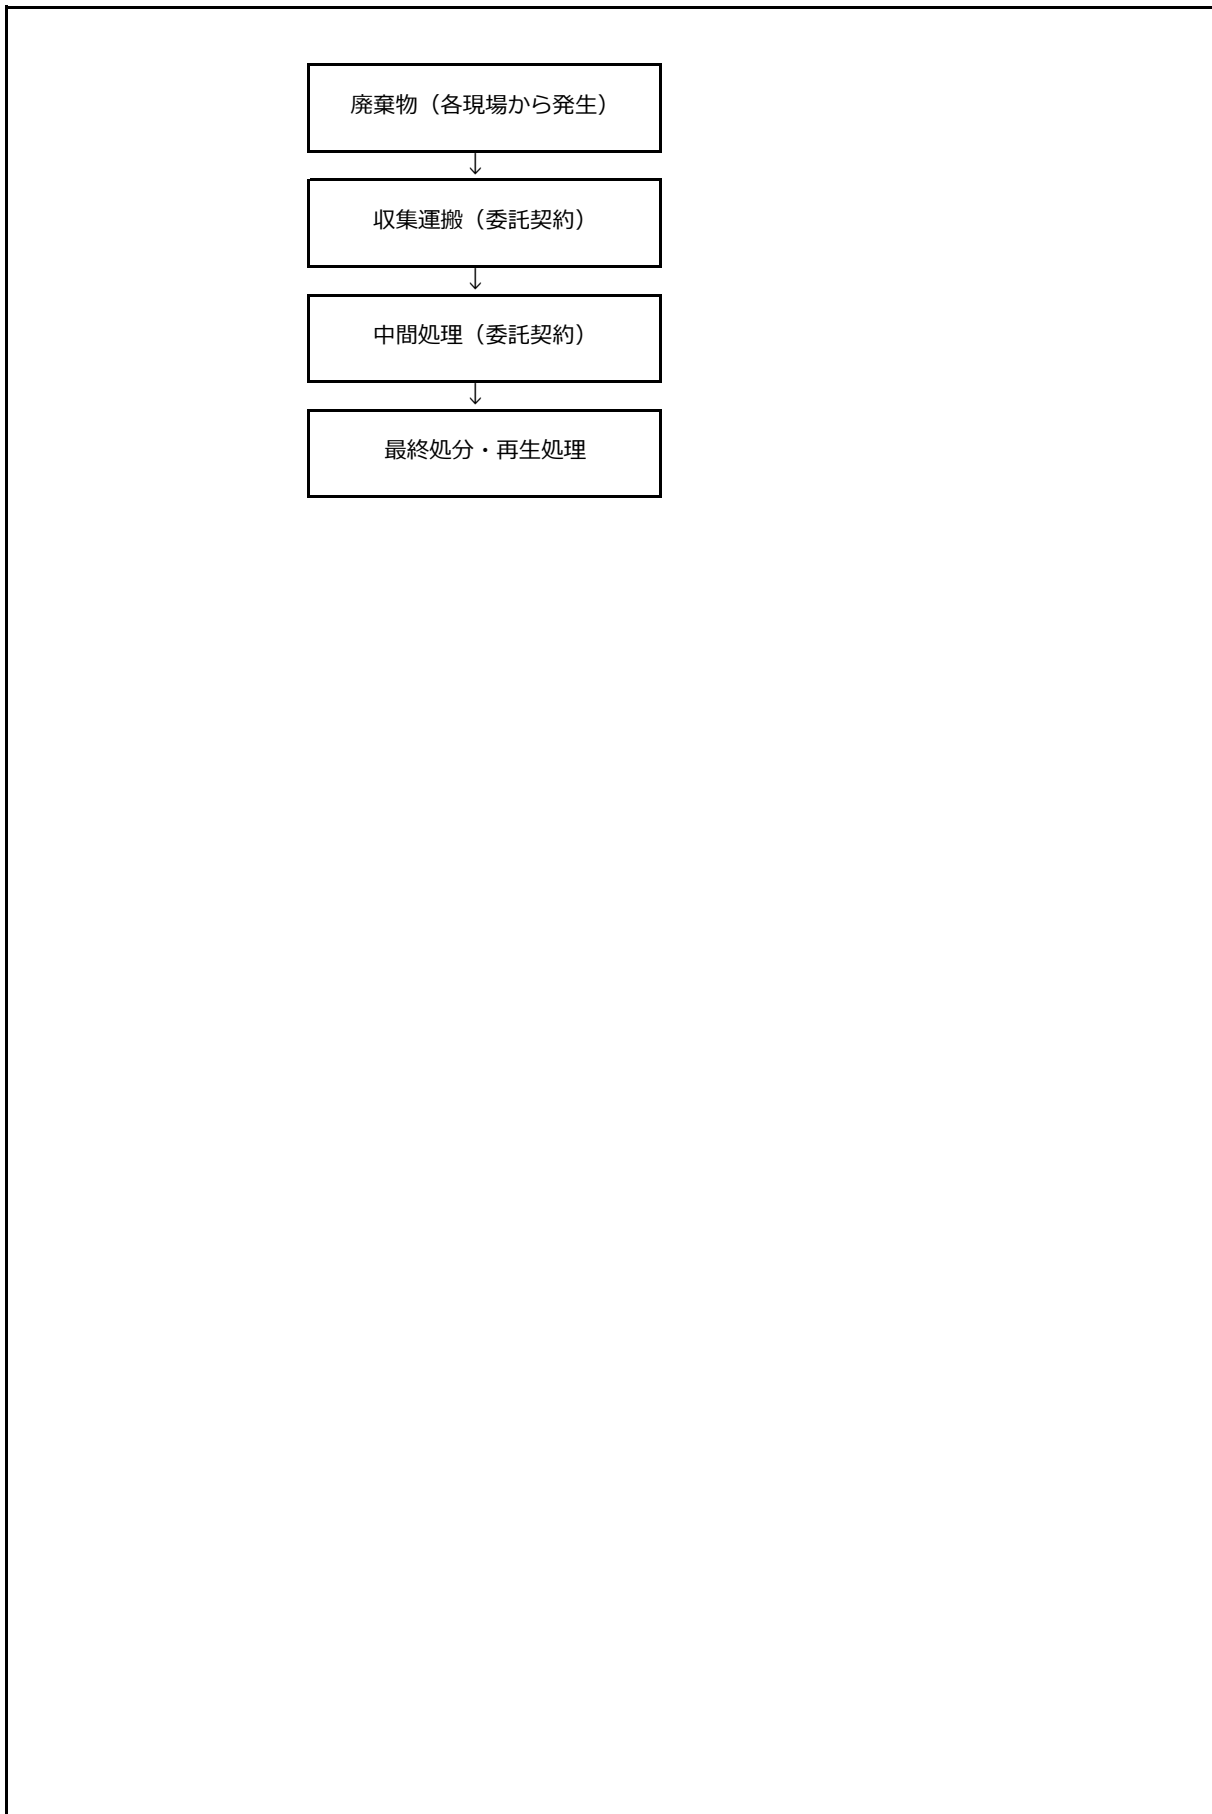 廃棄物（各現場から発生）
↓
収集運搬（委託契約）
↓
中間処理（委託契約）
↓
最終処分・再生処理